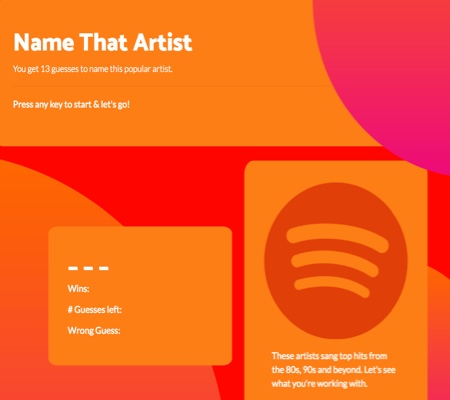 Name That Artist
You get 13 guesses to name this popular artist.
Press any key to start & let's go!
_ _ _
Wins:
# Guesses left:
Wrong Guess:
These artists sang top hits from
the 80s, 90s and beyond. Let's see
what you're working with.